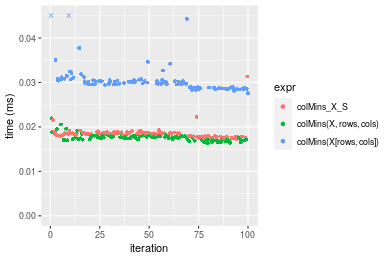 0.04
0.03
0.02
0.01
0.00
time (ms)
0
25
50
75
100
iteration
expr
colMins_X_S
colMins(X, rows, cols)
colMins(X[rows, cols])